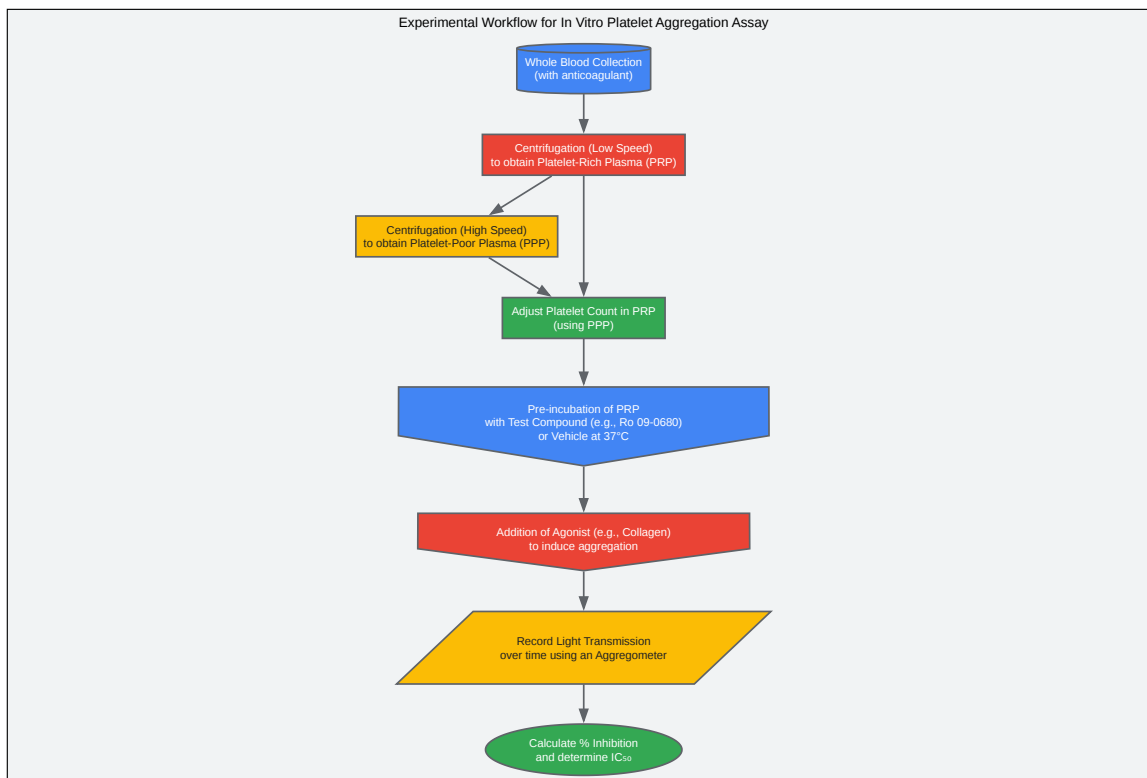 Experimental Workflow for In Vitro Platelet Aggregation Assay
Whole Blood Collection
(with anticoagulant)
Centrifugation (Low Speed)
to obtain Platelet-Rich Plasma (PRP)
Centrifugation (High Speed)
to obtain Platelet-Poor Plasma (PPP)
Adjust Platelet Count in PRP
(using PPP)
Pre-incubation of PRP
with Test Compound (e.g., Ro 09-0680)
or Vehicle at 37°C
Addition of Agonist (e.g., Collagen)
to induce aggregation
Record Light Transmission
over time using an Aggregometer
Calculate % Inhibition
and determine IC₅₀